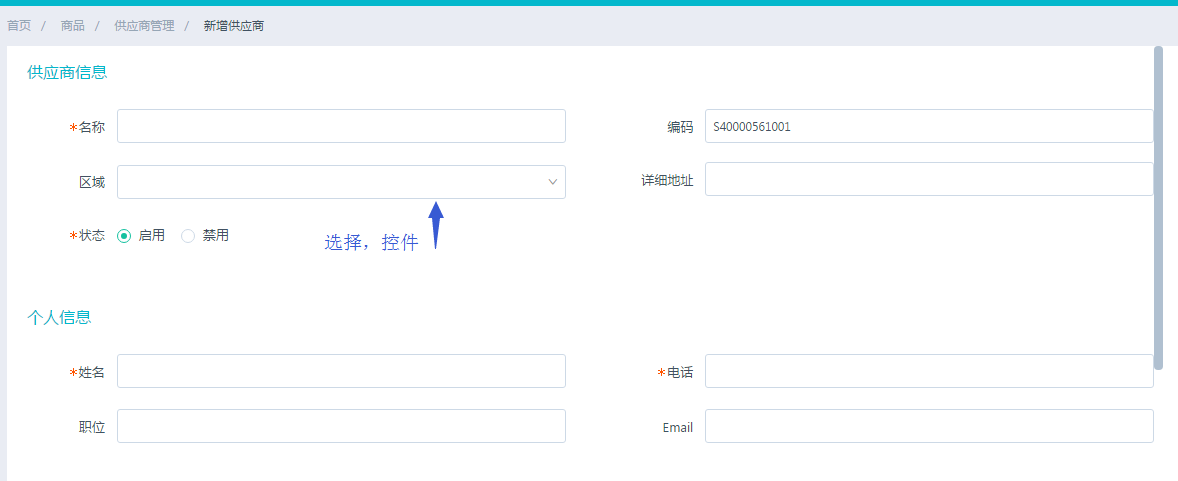 首页 / 商品 / 供应商管理 / 新增供应商
供应商信息
*名称 编码 S40000561001
区域 详细地址
*状态 启用 禁用 选择，控件
个人信息
*姓名 *电话
职位 Email